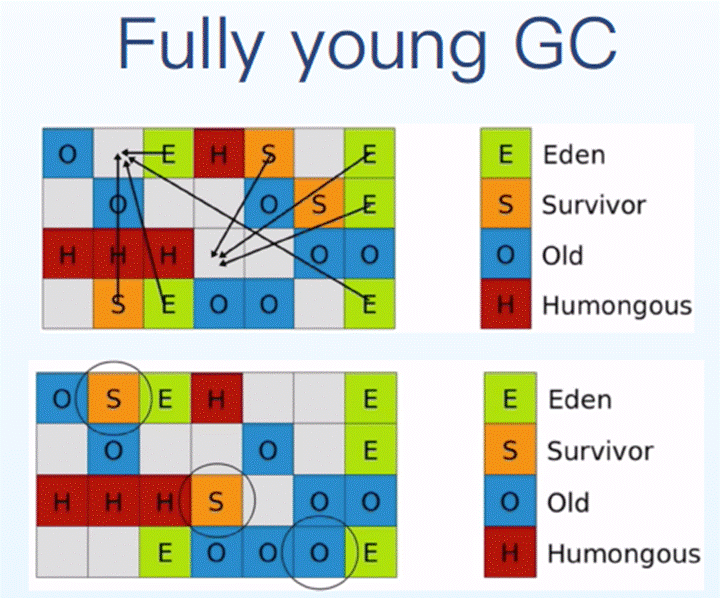 Fully young GC
O E H S E E Eden
O O S E S Survivor
H H H O O O Old
S E O O E H Humongous
O S E H E E Eden
O O E S Survivor
H H H S O O O Old
E O O O E H Humongous